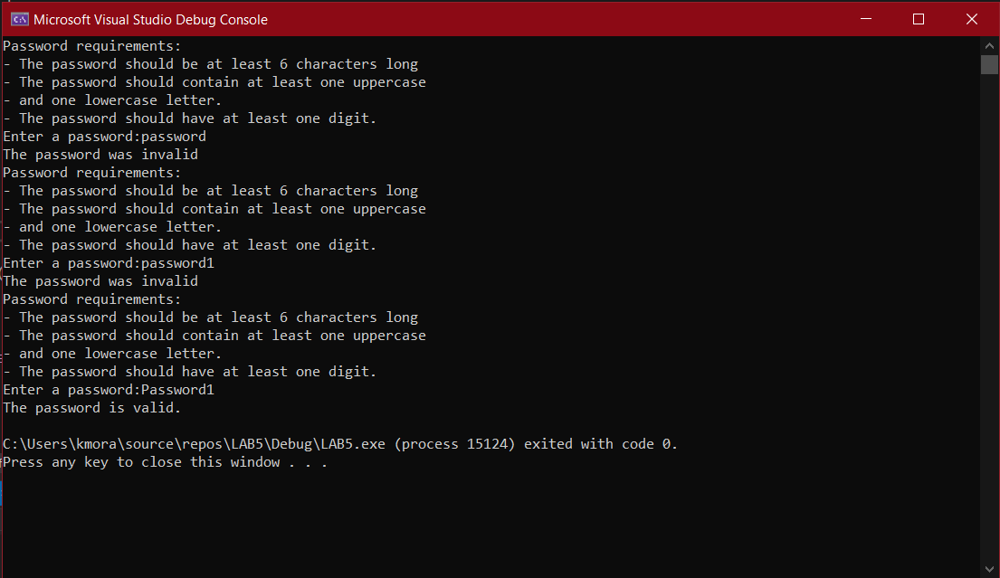 Microsoft Visual Studio Debug Console
Password requirements:
- The password should be at least 6 characters long
- The password should contain at least one uppercase
- and one lowercase letter.
- The password should have at least one digit.
Enter a password:password
The password was invalid
Password requirements:
- The password should be at least 6 characters long
- The password should contain at least one uppercase
- and one lowercase letter.
- The password should have at least one digit.
Enter a password:password1
The password was invalid
Password requirements:
- The password should be at least 6 characters long
- The password should contain at least one uppercase
- and one lowercase letter.
- The password should have at least one digit.
Enter a password:Password1
The password is valid.
C:\Users\kmora\source\repos\LAB5\Debug\LAB5.exe (process 15124) exited with code 0.
Press any key to close this window . . .